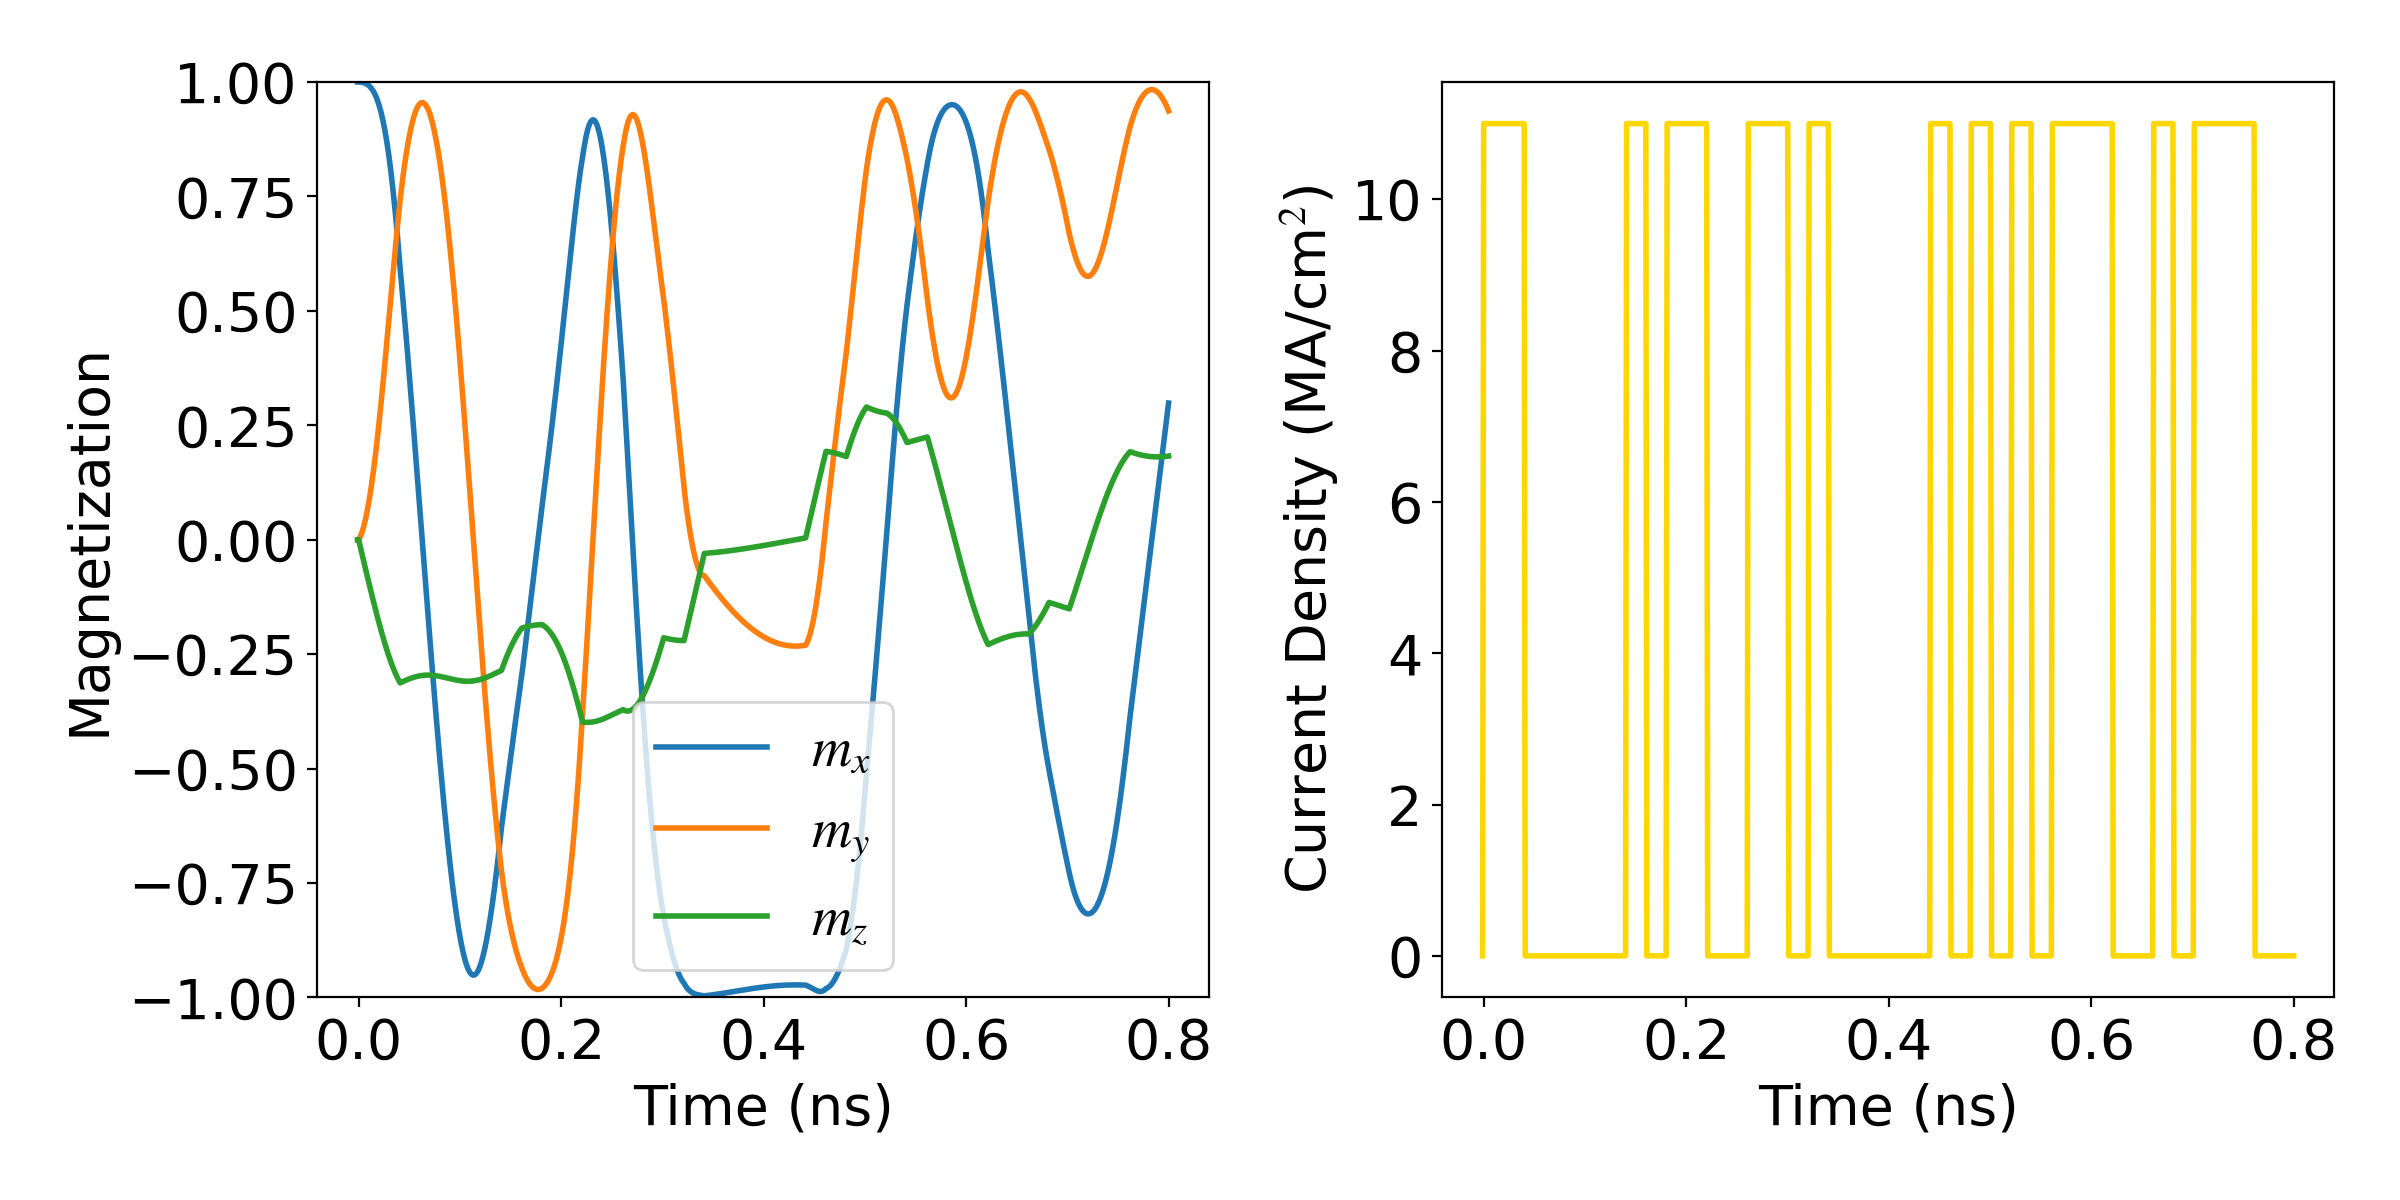 1.00
0.75
0.50
0.25
0.00
−0.25
−0.50
−0.75
−1.00
Magnetization
0.0 0.2 0.4 0.6 0.8
Time (ns)
m_x
m_y
m_z
10
8
6
4
2
0
Current Density (MA/cm²)
0.0 0.2 0.4 0.6 0.8
Time (ns)